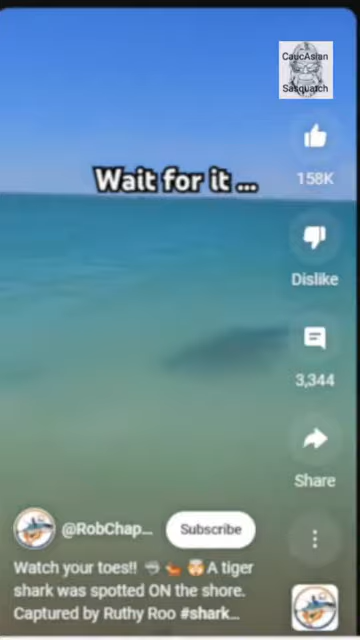 CaucAsian
Sasquatch
Wait for it ...
158K
Dislike
3,344
Share
@RobChap...
Subscribe
Watch your toes!! 🦈 🦶 🤯 A tiger
shark was spotted ON the shore.
Captured by Ruthy Roo #shark...